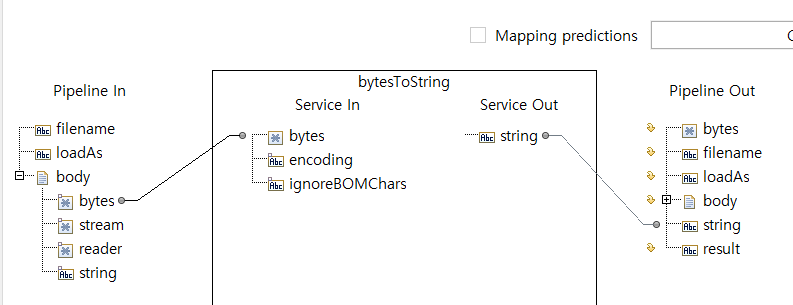 Mapping predictions
C
bytesToString
Pipeline In
Service In
Service Out
Pipeline Out
filename
loadAs
body
bytes
stream
reader
string
bytes
encoding
ignoreBOMChars
string
bytes
filename
loadAs
body
string
result